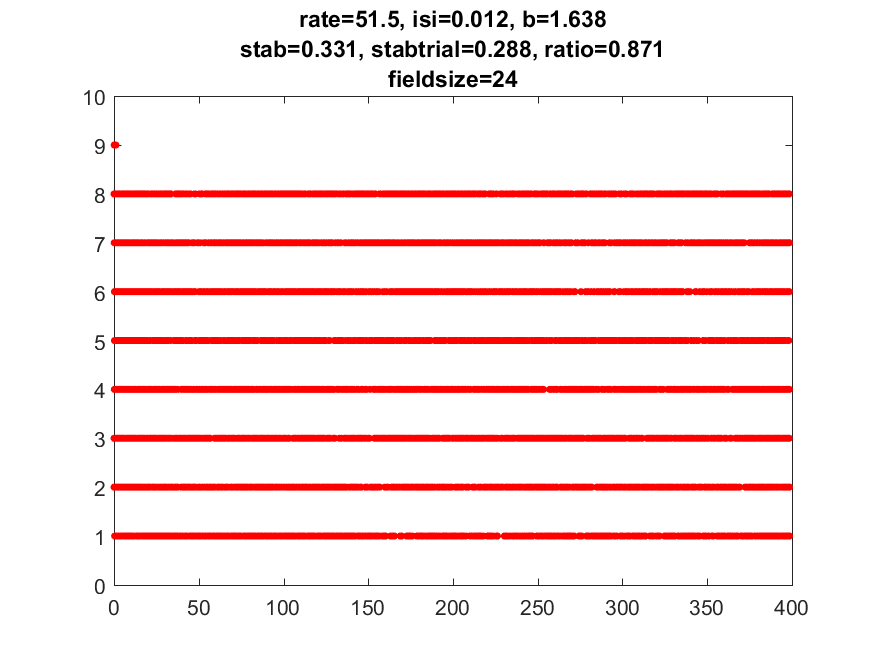 rate=51.5, isi=0.012, b=1.638
stab=0.331, stabtrial=0.288, ratio=0.871
fieldsize=24
10
9
8
7
6
5
4
3
2
1
0
0 50 100 150 200 250 300 350 400